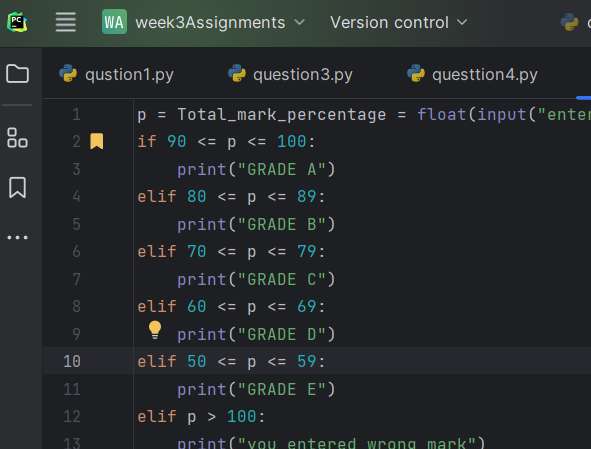 PC
WA week3Assignments Version control
qustion1.py question3.py questtion4.py
1 p = Total_mark_percentage = float(input("enter
2 if 90 <= p <= 100:
3 print("GRADE A")
4 elif 80 <= p <= 89:
5 print("GRADE B")
6 elif 70 <= p <= 79:
7 print("GRADE C")
8 elif 60 <= p <= 69:
9 print("GRADE D")
10 elif 50 <= p <= 59:
11 print("GRADE E")
12 elif p > 100:
13 print("you entered wrong mark")